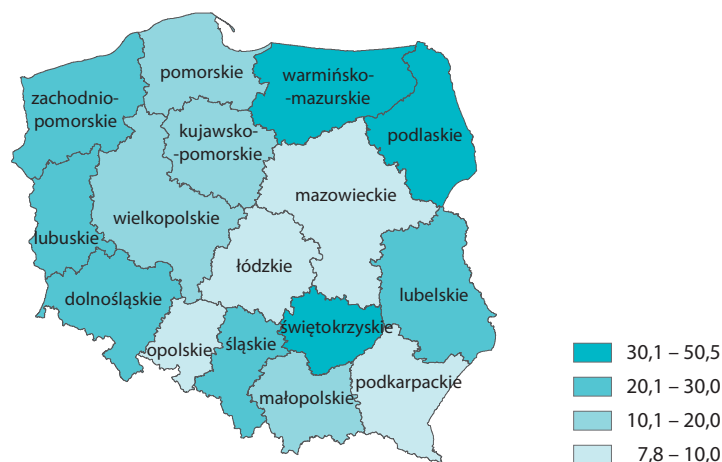 pomorskie
warmińsko-
-mazurskie
zachodnio-
pomorskie
kujawsko-
-pomorskie
podlaskie
mazowieckie
wielkopolskie
lubuskie
łódzkie
dolnośląskie
lubelskie
świętokrzyskie
opolskie
śląskie
podkarpackie
małopolskie
30,1 – 50,5
20,1 – 30,0
10,1 – 20,0
7,8 – 10,0